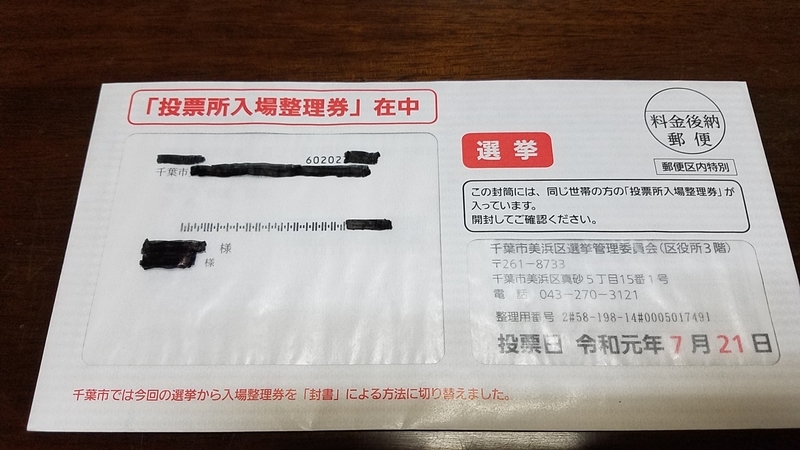 「投票所入場整理券」在中
料金後納
郵便
選挙
郵便区内特別
60202
千葉市
様
様
この封筒には、同じ世帯の方の「投票所入場整理券」が
入っています。
開封してご確認ください。
千葉市美浜区選挙管理委員会(区役所3階)
〒261-8733
千葉市美浜区真砂5丁目15番1号
電　話　043-270-3121
整理用番号 2#58-198-14#0005017491
投票日 令和元年7月21日
千葉市では今回の選挙から入場整理券を「封書」による方法に切り替えました。